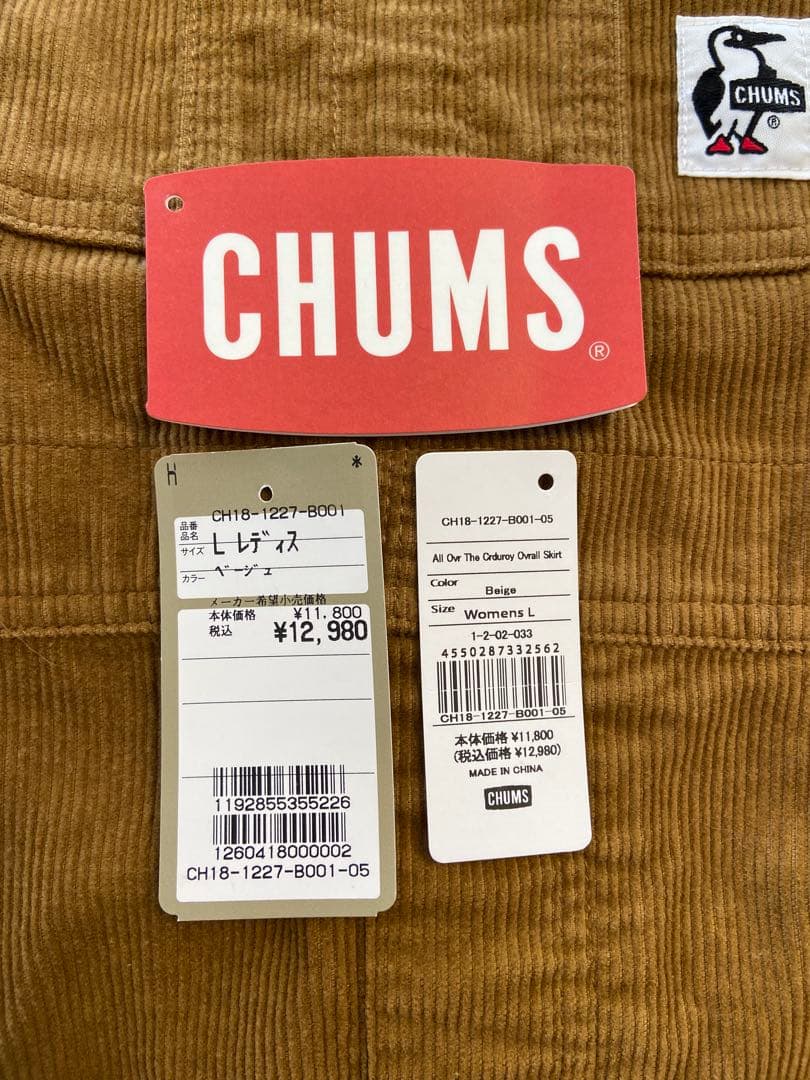 CHUMS
®
CHUMS
®
H *
CH18-1227-B001
品番
品名
サイズ L レディス
カラー ベージュ
メーカー希望小売価格
本体価格 ¥11,800
税込 ¥12,980
1192855355226
1260418000002
CH18-1227-B001-05
CH18-1227-B001-05
All Ovr The Crduroy Ovrall Skirt
Color Beige
Size Womens L
1-2-02-033
4550287332562
CH18-1227-B001-05
本体価格 ¥11,800
(税込価格 ¥12,980)
MADE IN CHINA
CHUMS